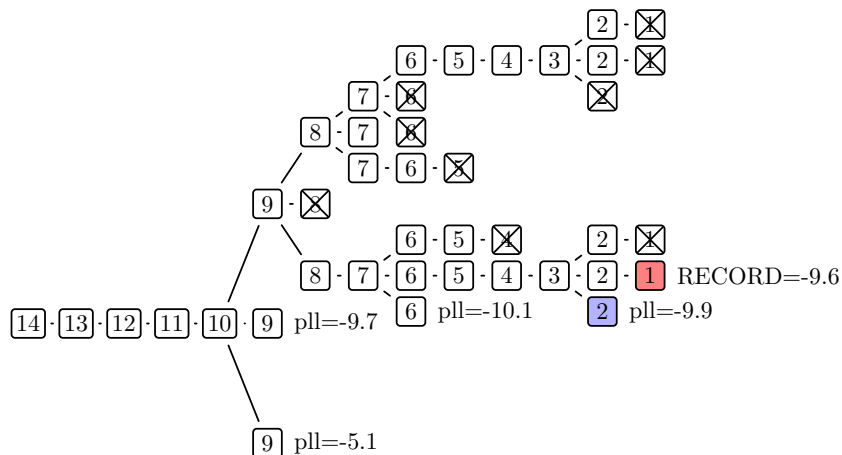 2 1
6 5 4 3 2 1
7 6 2
8 7 6
7 6 5
9 8
6 5 4 2 1
8 7 6 5 4 3 2 1 RECORD=-9.6
6 pll=-10.1 2 pll=-9.9
14 13 12 11 10 9 pll=-9.7
9 pll=-5.1